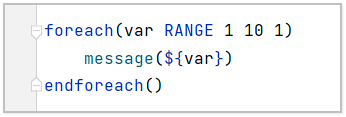 foreach(var RANGE 1 10 1)
    message(${var})
endforeach()